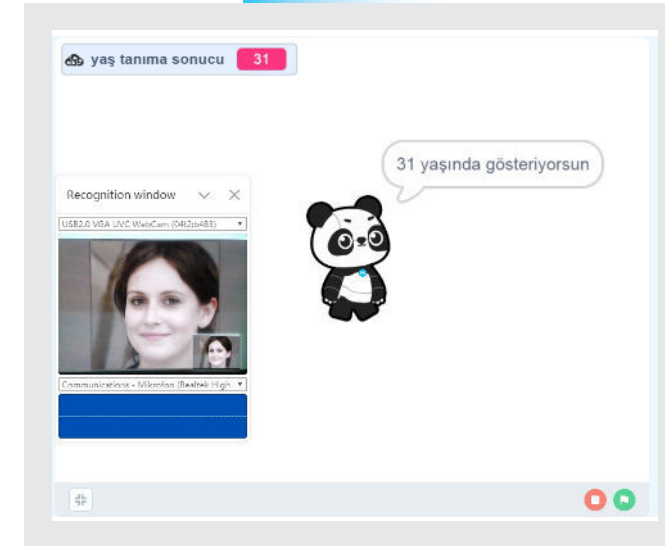 yaş tanıma sonucu 31
31 yaşında gösteriyorsun
Recognition window
USB2.0 VGA UVC WebCam (04f2:b483)
Communications - Mikrofon (Realtek High